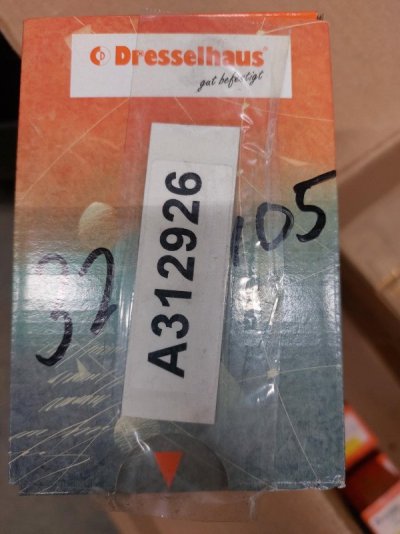 Dresselhaus®
gut befestigt
A312926
32
105